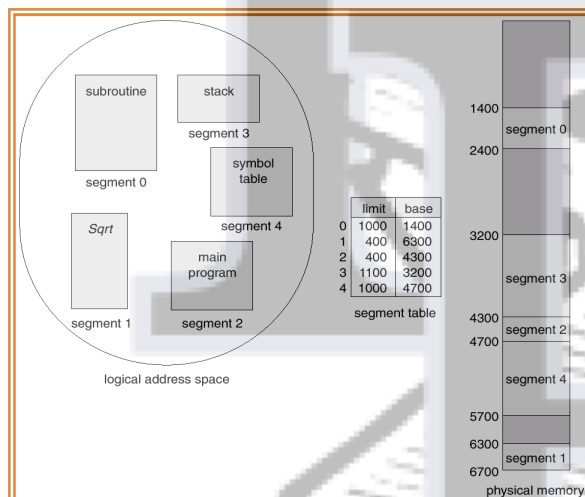 subroutine
segment 0
stack
segment 3
symbol
table
segment 4
Sqrt
segment 1
main
program
segment 2
logical address space
limit base
0 1000 1400
1 400 6300
2 400 4300
3 1100 3200
4 1000 4700
segment table
1400
segment 0
2400
3200
segment 3
4300
segment 2
4700
segment 4
5700
6300
segment 1
6700
physical memory